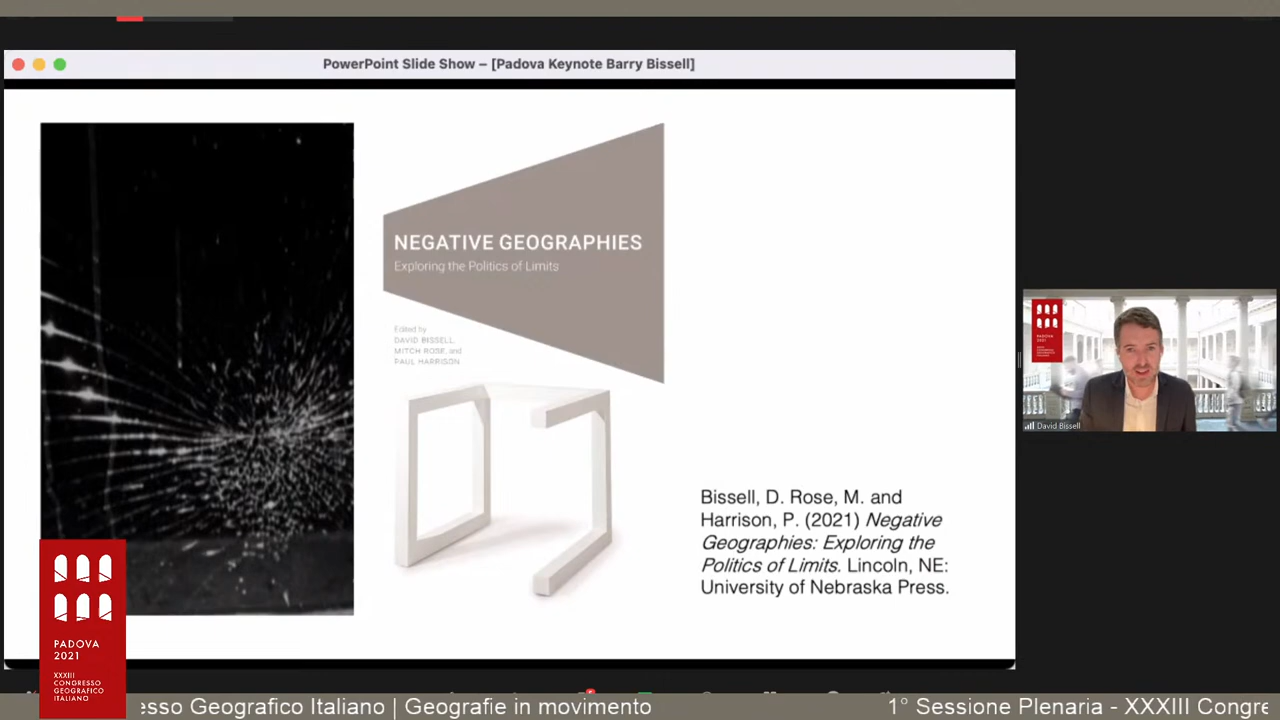 PowerPoint Slide Show – [Padova Keynote Barry Bissell]
NEGATIVE GEOGRAPHIES
Exploring the Politics of Limits
Edited by
DAVID BISSELL,
MITCH ROSE, and
PAUL HARRISON
Bissell, D. Rose, M. and
Harrison, P. (2021) Negative
Geographies: Exploring the
Politics of Limits. Lincoln, NE:
University of Nebraska Press.
PADOVA
2021
David Bissell
PADOVA
2021
XXXIII
CONGRESSO
GEOGRAFICO
ITALIANO
esso Geografico Italiano | Geografie in movimento
1° Sessione Plenaria - XXXIII Congre